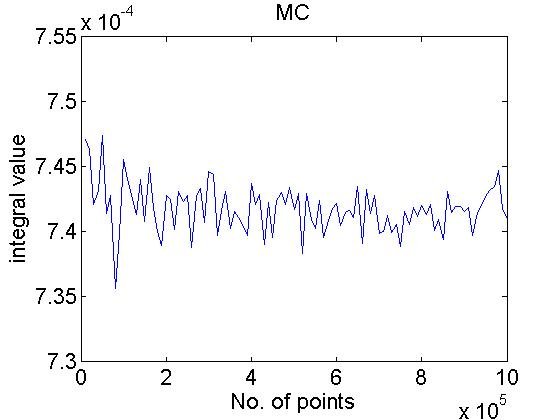 MC
x 10^-4
7.55
7.5
7.45
7.4
7.35
7.3
integral value
0 2 4 6 8 10
No. of points
x 10^5